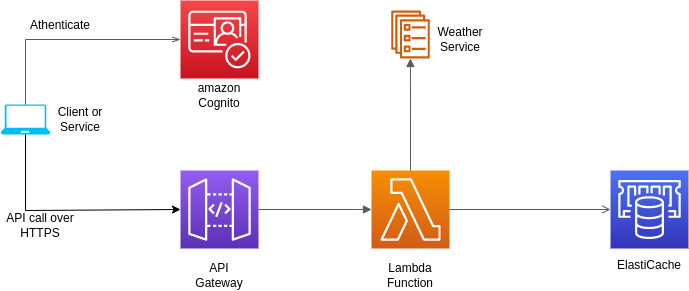 Athenticate
Weather
Service
amazon
Cognito
Client or
Service
API call over
HTTPS
API
Gateway
Lambda
Function
ElastiCache